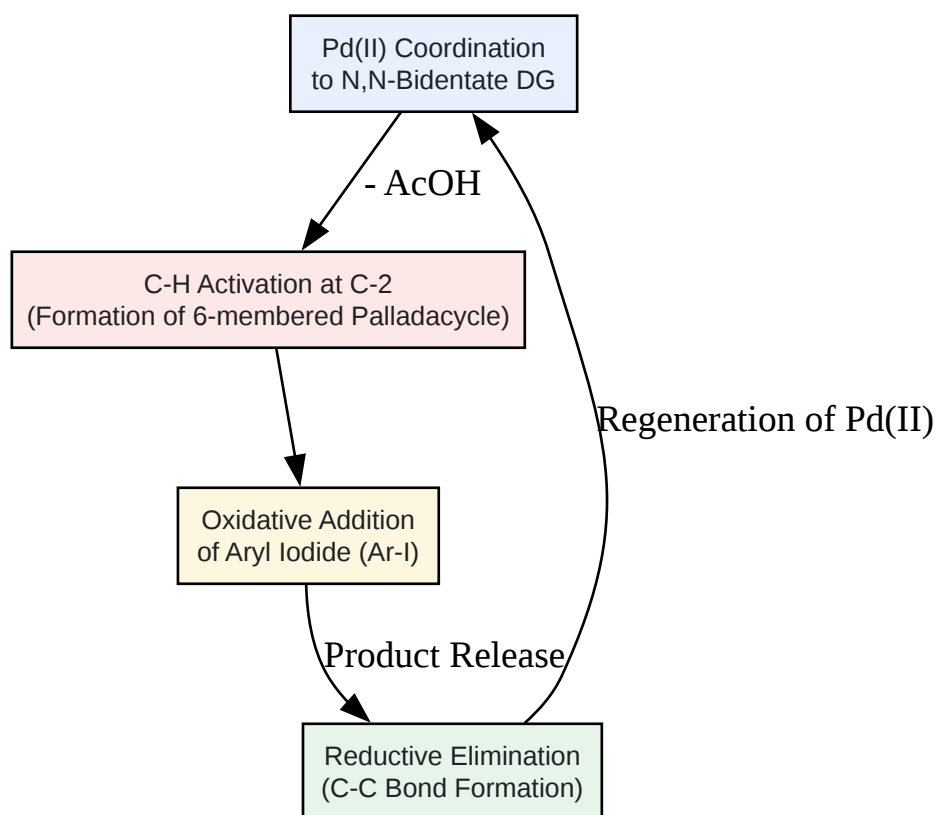 Pd(II) Coordination
to N,N-Bidentate DG
- AcOH
C-H Activation at C-2
(Formation of 6-membered Palladacycle)
Regeneration of Pd(II)
Oxidative Addition
of Aryl Iodide (Ar-I)
Product Release
Reductive Elimination
(C-C Bond Formation)